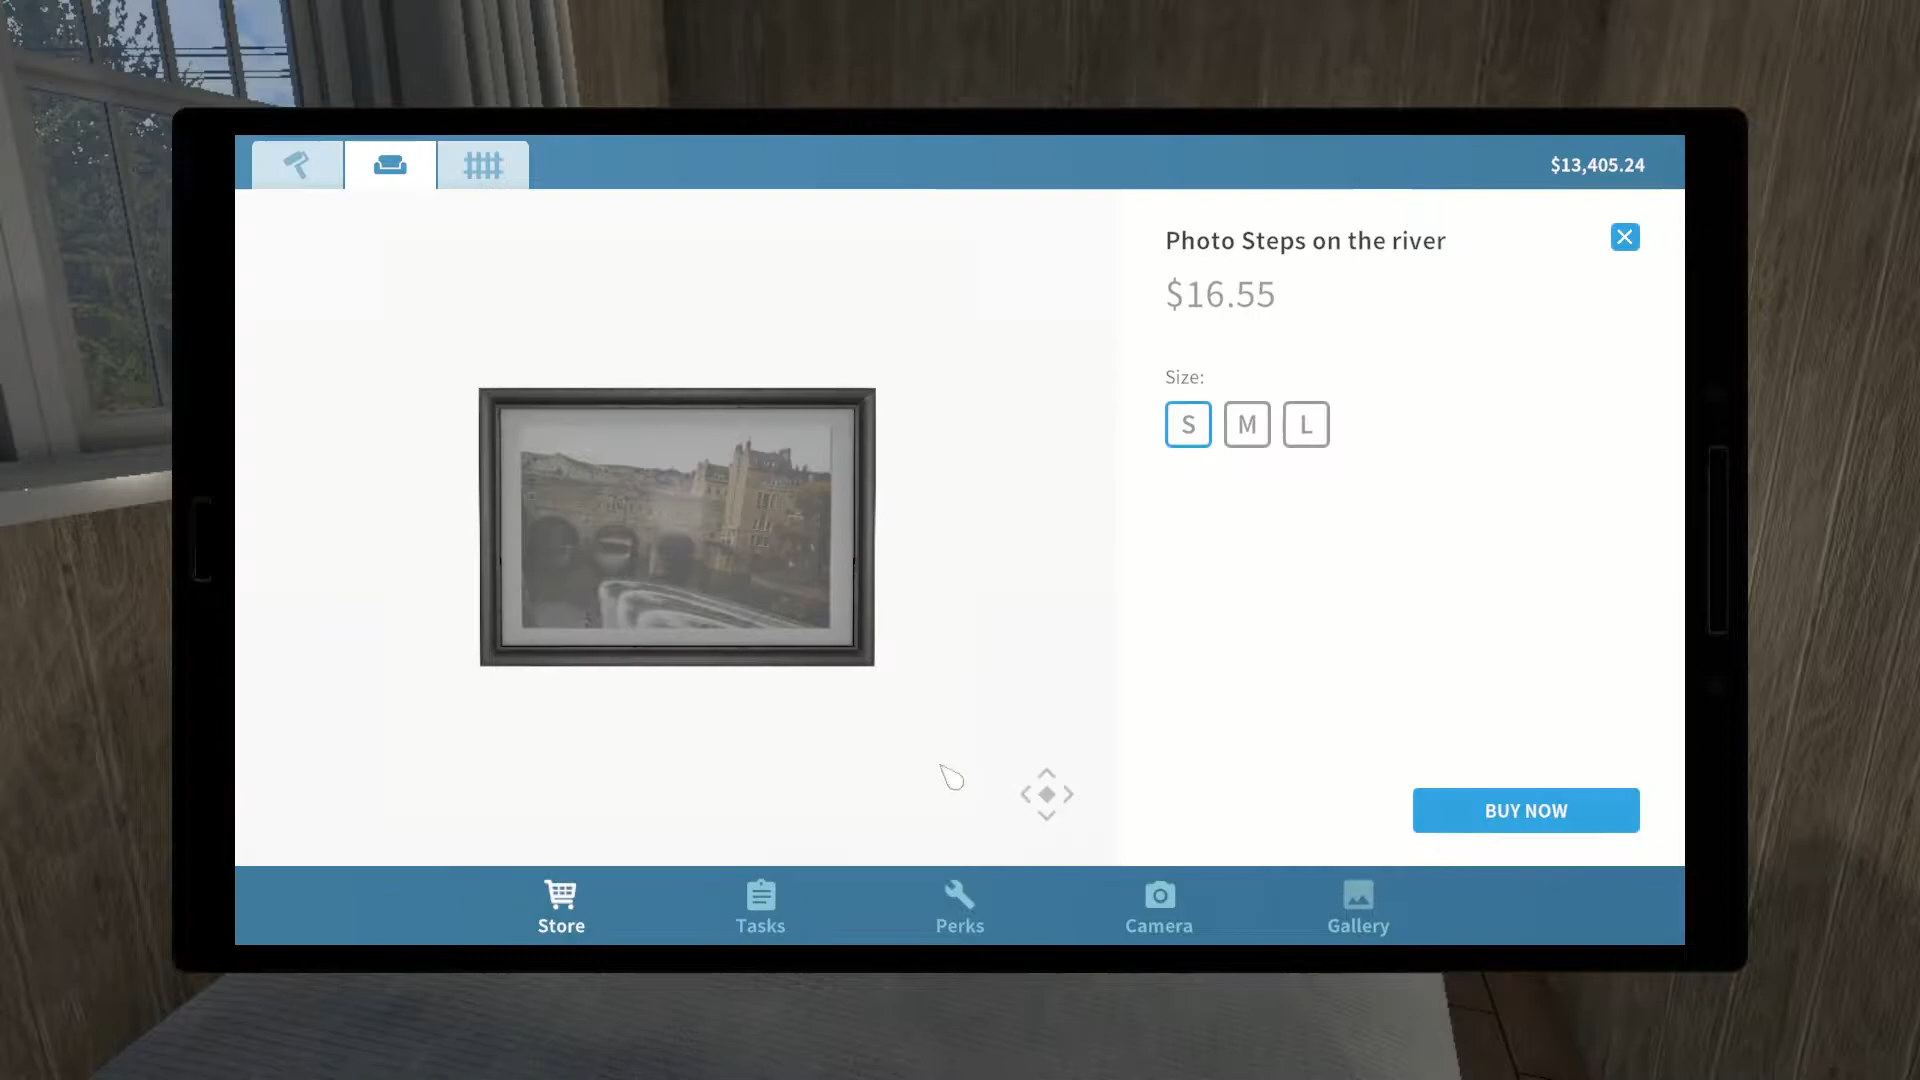 $13,405.24
Photo Steps on the river
$16.55
Size:
S M L
BUY NOW
Store Tasks Perks Camera Gallery